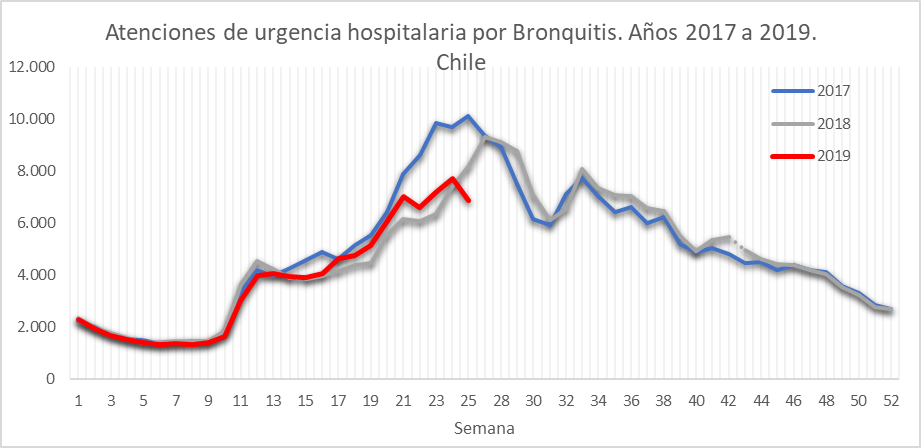 Atenciones de urgencia hospitalaria por Bronquitis. Años 2017 a 2019.
Chile
12.000
10.000
8.000
6.000
4.000
2.000
0
2017
2018
2019
1 3 5 7 9 11 13 15 17 19 21 23 25 27 28 30 32 34 36 38 40 42 44 46 48 50 52
Semana